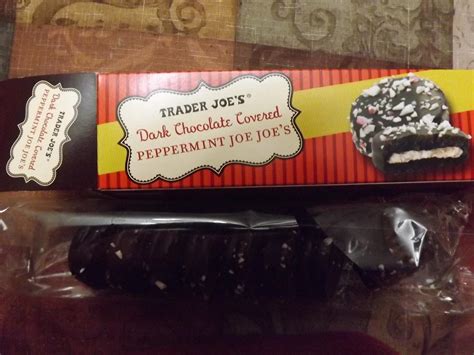 TRADER JOE'S®
Dark Chocolate Covered
PEPPERMINT JOE JOE'S
TRADER JOE'S®
Dark Chocolate Covered
PEPPERMINT JOE JOE'S